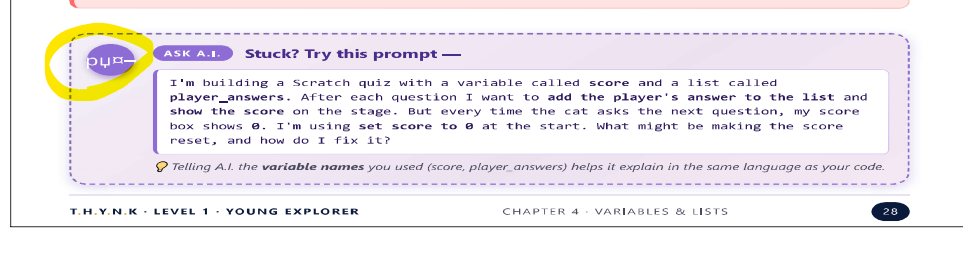 ASK A.I. Stuck? Try this prompt —
I'm building a Scratch quiz with a variable called score and a list called
player_answers. After each question I want to add the player's answer to the list and
show the score on the stage. But every time the cat asks the next question, my score
box shows 0. I'm using set score to 0 at the start. What might be making the score
reset, and how do I fix it?
Telling A.I. the variable names you used (score, player_answers) helps it explain in the same language as your code.
T.H.Y.N.K · LEVEL 1 · YOUNG EXPLORER CHAPTER 4 · VARIABLES & LISTS 28